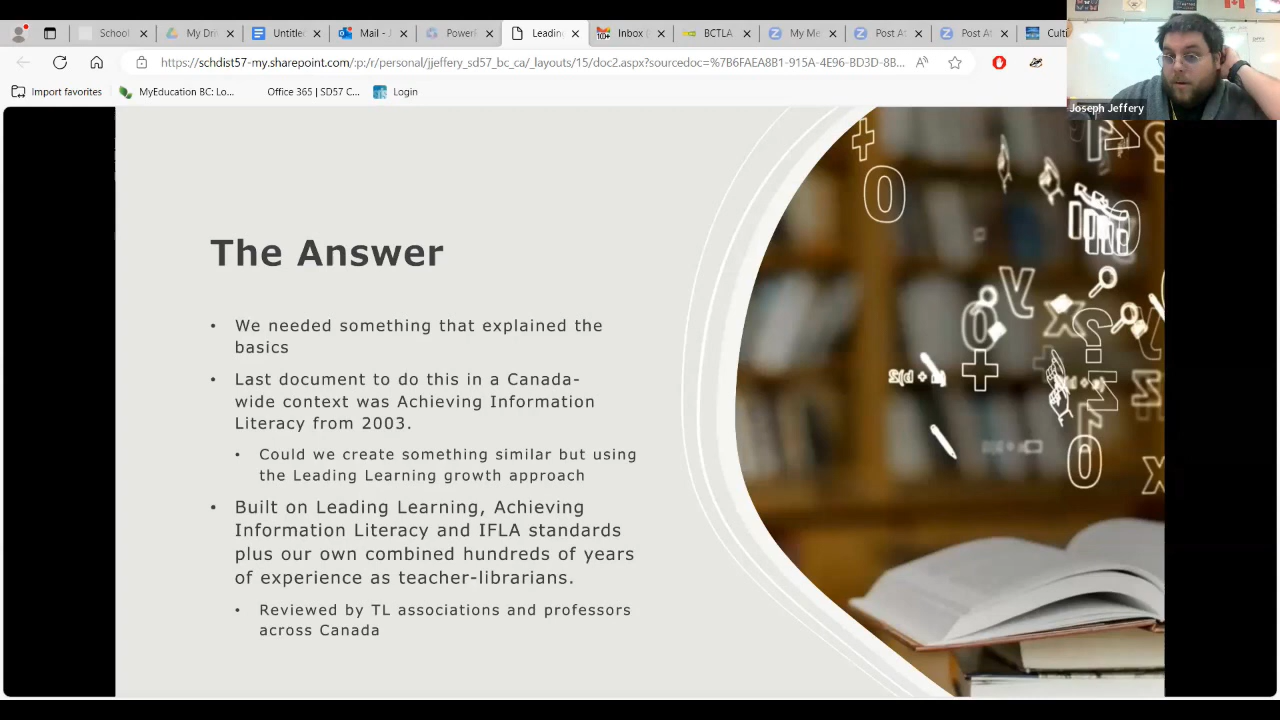 School
My Dri
Untitle
Mail -
Powerl
Leadin
Inbox
BCTLA
My Me
Post At
Post At
Culti
https://schdist57-my.sharepoint.com/:p:/r/personal/jjeffery_sd57_bc_ca/_layouts/15/doc2.aspx?sourcedoc=%7B6FAEA8B1-915A-4E96-BD3D-8B...
Import favorites
MyEducation BC: Lo...
Office 365 | SD57 C...
Login
Joseph Jeffery
The Answer
• We needed something that explained the
basics
• Last document to do this in a Canada-
wide context was Achieving Information
Literacy from 2003.
• Could we create something similar but using
the Leading Learning growth approach
• Built on Leading Learning, Achieving
Information Literacy and IFLA standards
plus our own combined hundreds of years
of experience as teacher-librarians.
• Reviewed by TL associations and professors
across Canada